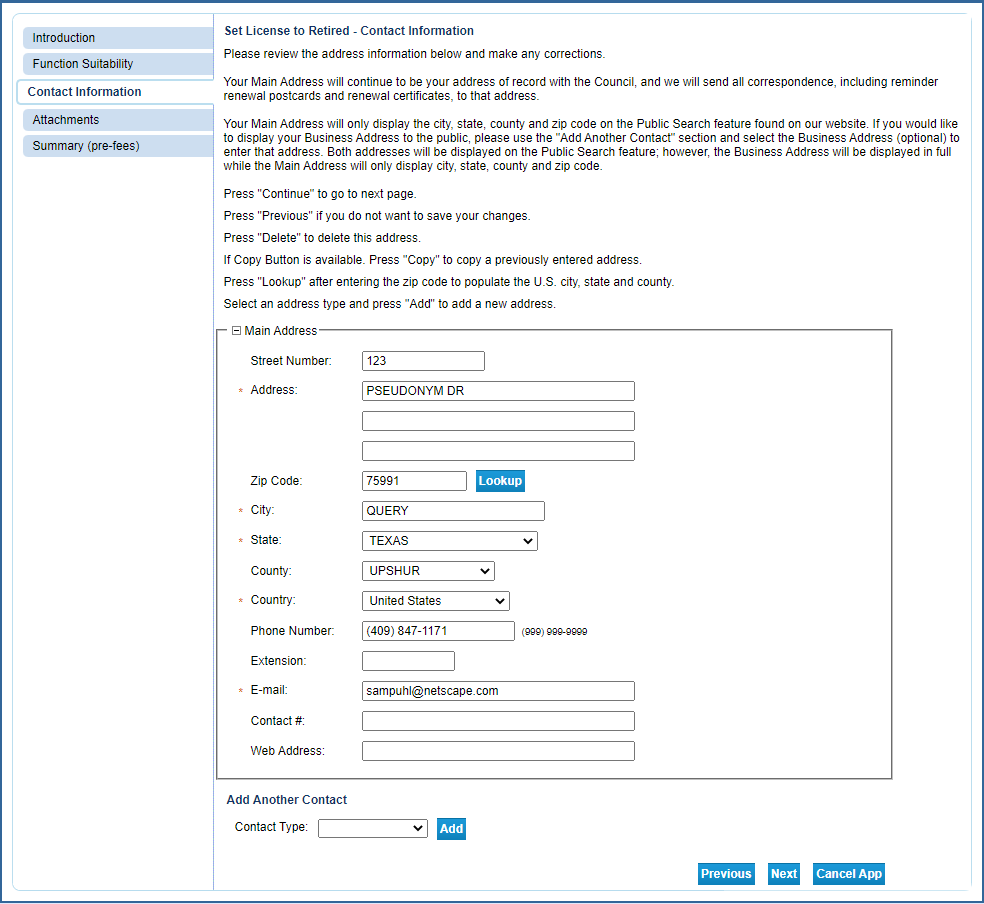 Introduction
Function Suitability
Contact Information
Attachments
Summary (pre-fees)
Set License to Retired - Contact Information
Please review the address information below and make any corrections.
Your Main Address will continue to be your address of record with the Council, and we will send all correspondence, including reminder
renewal postcards and renewal certificates, to that address.
Your Main Address will only display the city, state, county and zip code on the Public Search feature found on our website. If you would like
to display your Business Address to the public, please use the "Add Another Contact" section and select the Business Address (optional) to
enter that address. Both addresses will be displayed on the Public Search feature; however, the Business Address will be displayed in full
while the Main Address will only display city, state, county and zip code.
Press "Continue" to go to next page.
Press "Previous" if you do not want to save your changes.
Press "Delete" to delete this address.
If Copy Button is available. Press "Copy" to copy a previously entered address.
Press "Lookup" after entering the zip code to populate the U.S. city, state and county.
Select an address type and press "Add" to add a new address.
Main Address
Street Number: 123
* Address: PSEUDONYM DR
Zip Code: 75991 Lookup
* City: QUERY
* State: TEXAS
County: UPSHUR
* Country: United States
Phone Number: (409) 847-1171 (999) 999-9999
Extension:
* E-mail: sampuhl@netscape.com
Contact #:
Web Address:
Add Another Contact
Contact Type: Add
Previous Next Cancel App